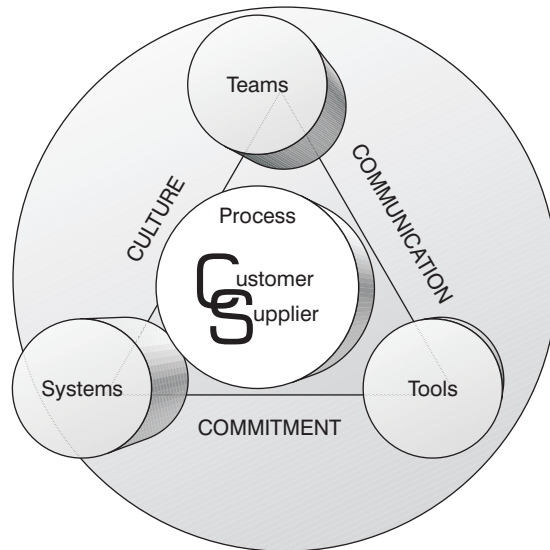 Teams
CULTURE
COMMUNICATION
Process
Customer
Supplier
Systems
Tools
COMMITMENT